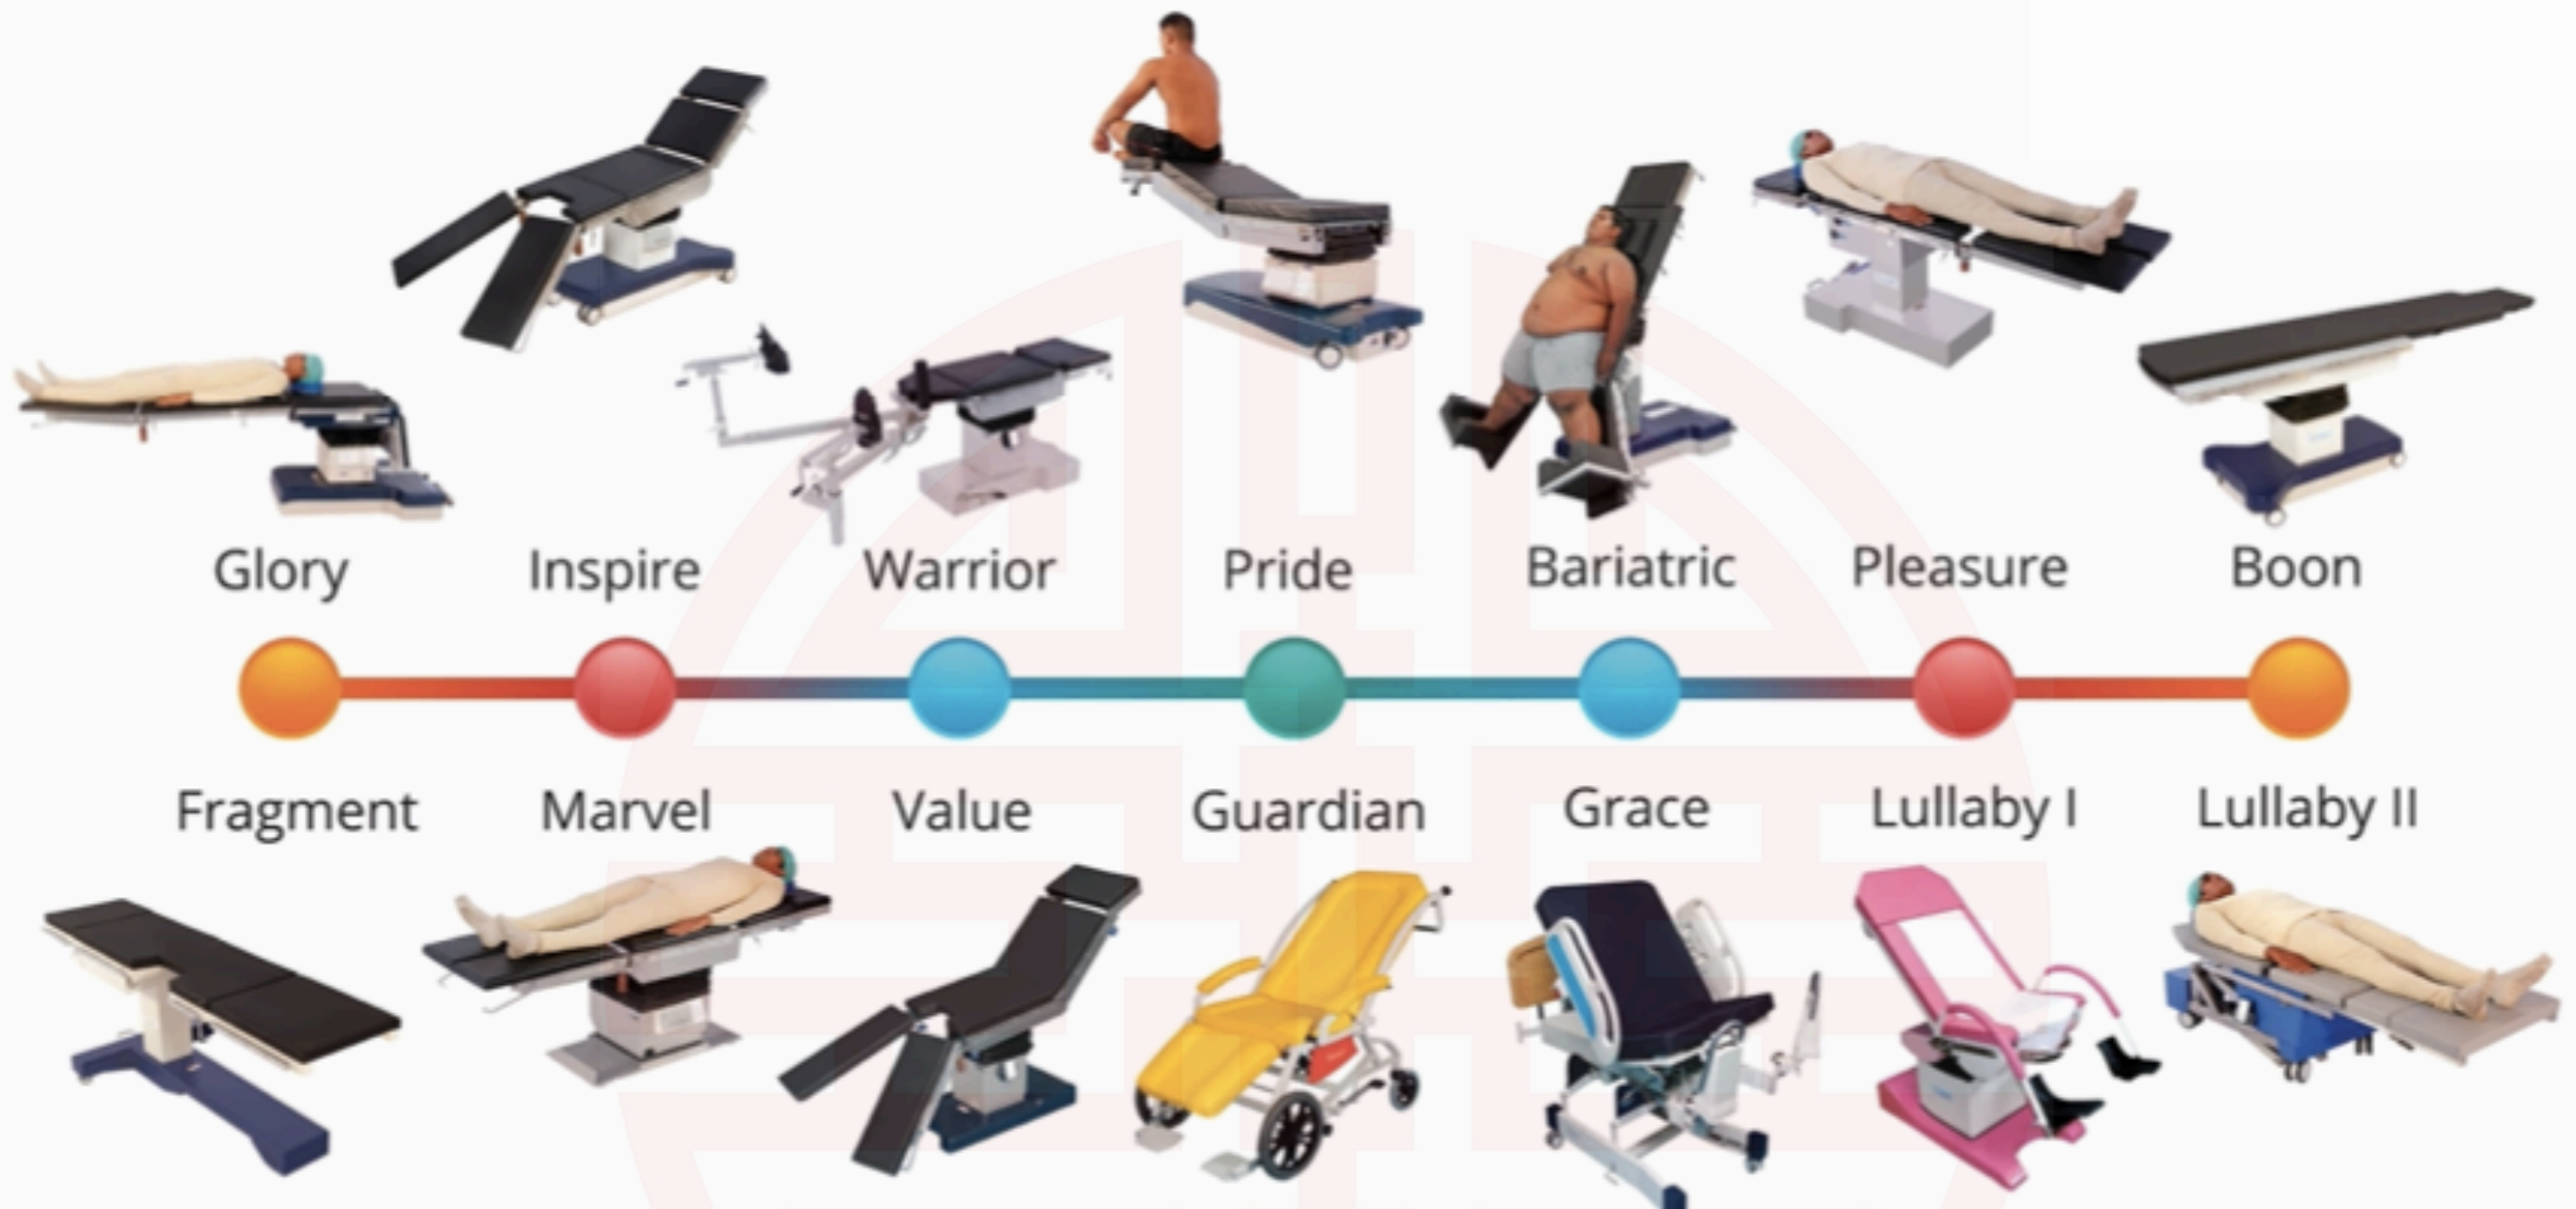 Glory Inspire Warrior Pride Bariatric Pleasure Boon
Fragment Marvel Value Guardian Grace Lullaby I Lullaby II